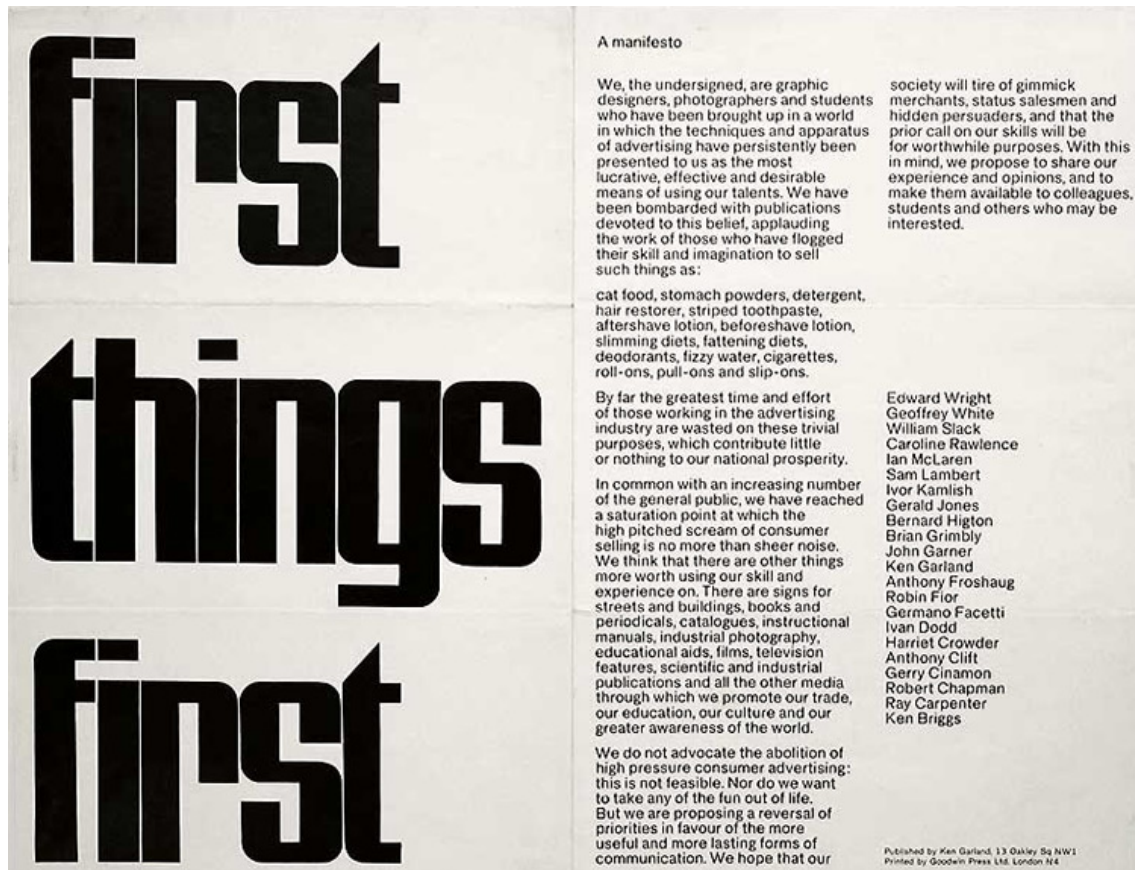 first
things
first
A manifesto
We, the undersigned, are graphic
designers, photographers and students
who have been brought up in a world
in which the techniques and apparatus
of advertising have persistently been
presented to us as the most
lucrative, effective and desirable
means of using our talents. We have
been bombarded with publications
devoted to this belief, applauding
the work of those who have flogged
their skill and imagination to sell
such things as:
cat food, stomach powders, detergent,
hair restorer, striped toothpaste,
aftershave lotion, beforeshave lotion,
slimming diets, fattening diets,
deodorants, fizzy water, cigarettes,
roll-ons, pull-ons and slip-ons.
By far the greatest time and effort
of those working in the advertising
industry are wasted on these trivial
purposes, which contribute little
or nothing to our national prosperity.
In common with an increasing number
of the general public, we have reached
a saturation point at which the
high pitched scream of consumer
selling is no more than sheer noise.
We think that there are other things
more worth using our skill and
experience on. There are signs for
streets and buildings, books and
periodicals, catalogues, instructional
manuals, industrial photography,
educational aids, films, television
features, scientific and industrial
publications and all the other media
through which we promote our trade,
our education, our culture and our
greater awareness of the world.
We do not advocate the abolition of
high pressure consumer advertising:
this is not feasible. Nor do we want
to take any of the fun out of life.
But we are proposing a reversal of
priorities in favour of the more
useful and more lasting forms of
communication. We hope that our
society will tire of gimmick
merchants, status salesmen and
hidden persuaders, and that the
prior call on our skills will be
for worthwhile purposes. With this
in mind, we propose to share our
experience and opinions, and to
make them available to colleagues,
students and others who may be
interested.
Edward Wright
Geoffrey White
William Slack
Caroline Rawlence
Ian McLaren
Sam Lambert
Ivor Kamlish
Gerald Jones
Bernard Higton
Brian Grimbly
John Garner
Ken Garland
Anthony Froshaug
Robin Fior
Germano Facetti
Ivan Dodd
Harriet Crowder
Anthony Clift
Gerry Cinamon
Robert Chapman
Ray Carpenter
Ken Briggs
Published by Ken Garland, 13 Oakley Sq NW1
Printed by Goodwin Press Ltd. London N4